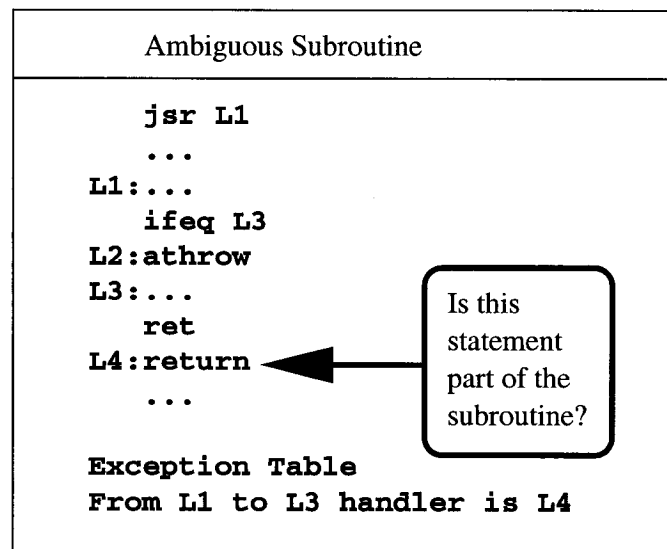 Ambiguous Subroutine
jsr L1
...
L1:...
ifeq L3
L2:athrow
L3:...
ret
L4:return
...
Is this
statement
part of the
subroutine?
Exception Table
From L1 to L3 handler is L4